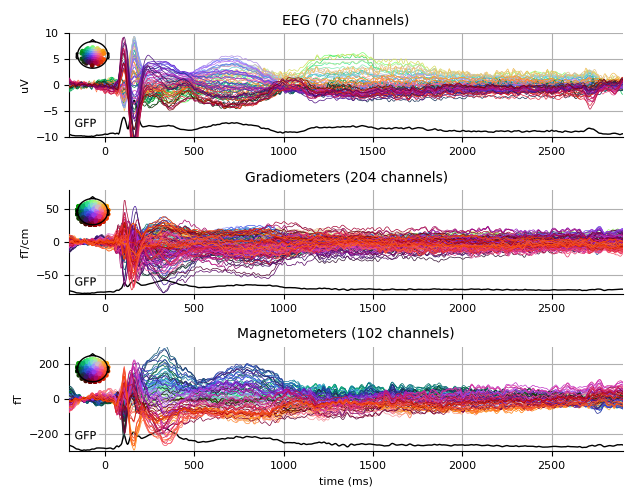 EEG (70 channels)
10
5
0
−5
−10
uV
GFP
0 500 1000 1500 2000 2500
Gradiometers (204 channels)
50
0
−50
fT/cm
GFP
0 500 1000 1500 2000 2500
Magnetometers (102 channels)
200
0
−200
fT
GFP
0 500 1000 1500 2000 2500
time (ms)